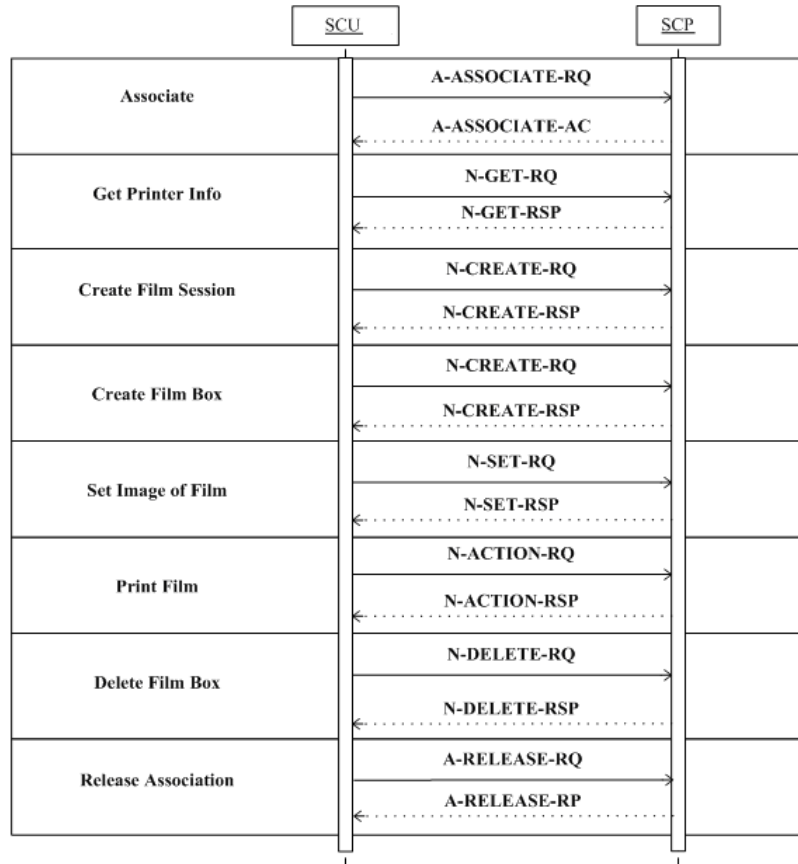 SCU
SCP
Associate
A-ASSOCIATE-RQ
A-ASSOCIATE-AC
Get Printer Info
N-GET-RQ
N-GET-RSP
Create Film Session
N-CREATE-RQ
N-CREATE-RSP
Create Film Box
N-CREATE-RQ
N-CREATE-RSP
Set Image of Film
N-SET-RQ
N-SET-RSP
Print Film
N-ACTION-RQ
N-ACTION-RSP
Delete Film Box
N-DELETE-RQ
N-DELETE-RSP
Release Association
A-RELEASE-RQ
A-RELEASE-RP